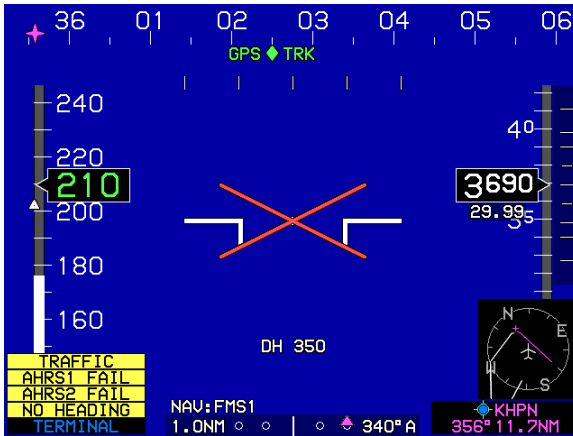 36 01 02 03 04 05 06
GPS TRK
240
220
210
200
180
160
40
3690
29.99
35
DH 350
TRAFFIC
AHRS1 FAIL
AHRS2 FAIL
NO HEADING
TERMINAL
NAV:FMS1
1.0NM 340°A
N
E
S
W
KHPN
356° 11.7NM